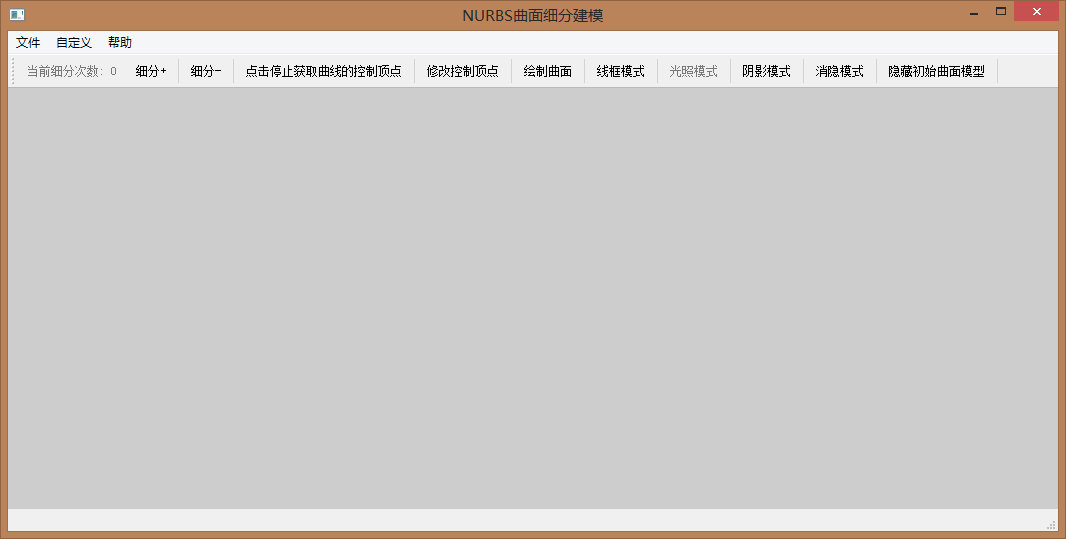 NURBS曲面细分建模
文件 自定义 帮助
当前细分次数: 0 细分+ 细分- 点击停止获取曲线的控制顶点 修改控制顶点 绘制曲面 线框模式 光照模式 阴影模式 消隐模式 隐藏初始曲面模型